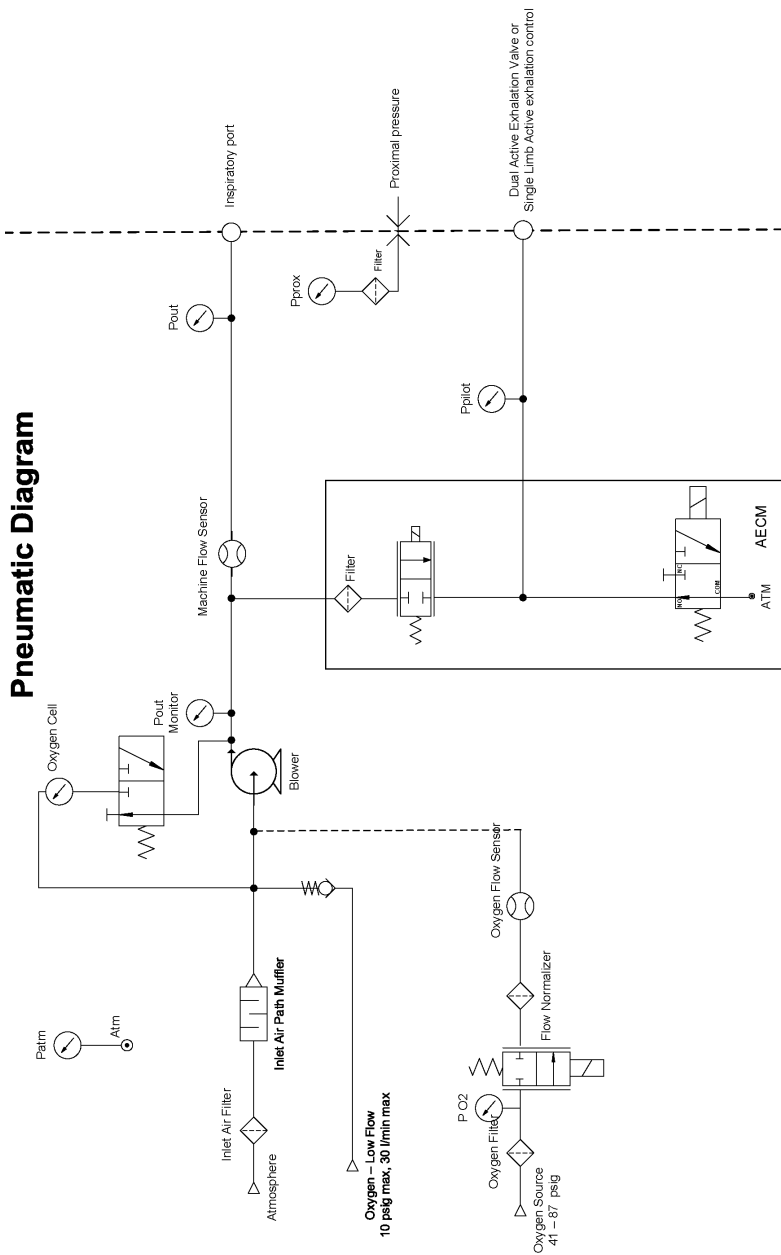 Pneumatic Diagram
Patm
Atm
Oxygen Cell
Pout
Monitor
Machine Flow Sensor
Pout
Inspiratory port
Inlet Air Filter
Atmosphere
Inlet Air Path Muffler
Blower
Filter
Pprox
Filter
Proximal pressure
Oxygen – Low Flow
10 psig max, 30 l/min max
P O2
Oxygen Filter
Oxygen Source
41 – 87 psig
Flow Normalizer
Oxygen Flow Sensor
Ppilot
Dual Active Exhalation Valve or
Single Limb Active exhalation control
NO
NC
COM
ATM
AECM